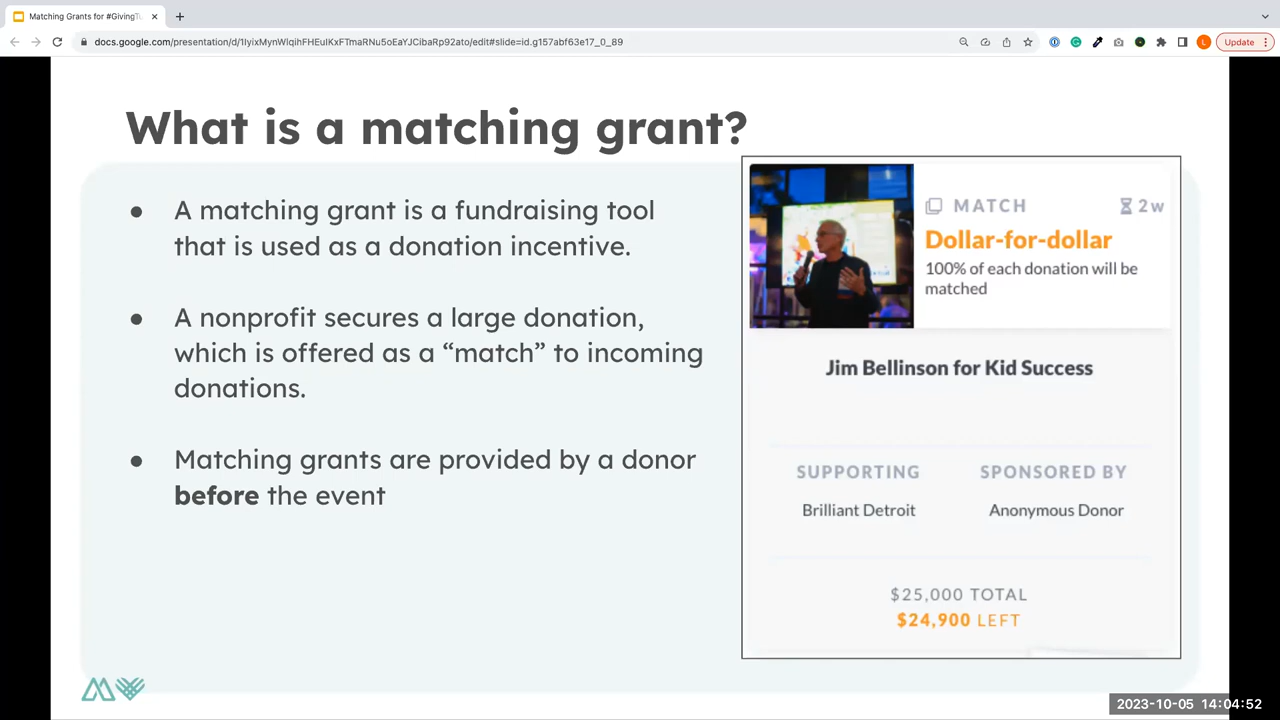 Matching Grants for #GivingTu
docs.google.com/presentation/d/1IyixMynWlqihFHEuIKxFTmaRNu5oEaYJCibaRp92ato/edit#slide=id.g157abf63e17_0_89
L
Update
What is a matching grant?
● A matching grant is a fundraising tool
that is used as a donation incentive.
● A nonprofit secures a large donation,
which is offered as a “match” to incoming
donations.
● Matching grants are provided by a donor
before the event
MATCH 2w
Dollar-for-dollar
100% of each donation will be
matched
Jim Bellinson for Kid Success
SUPPORTING SPONSORED BY
Brilliant Detroit Anonymous Donor
$25,000 TOTAL
$24,900 LEFT
2023-10-05 14:04:52